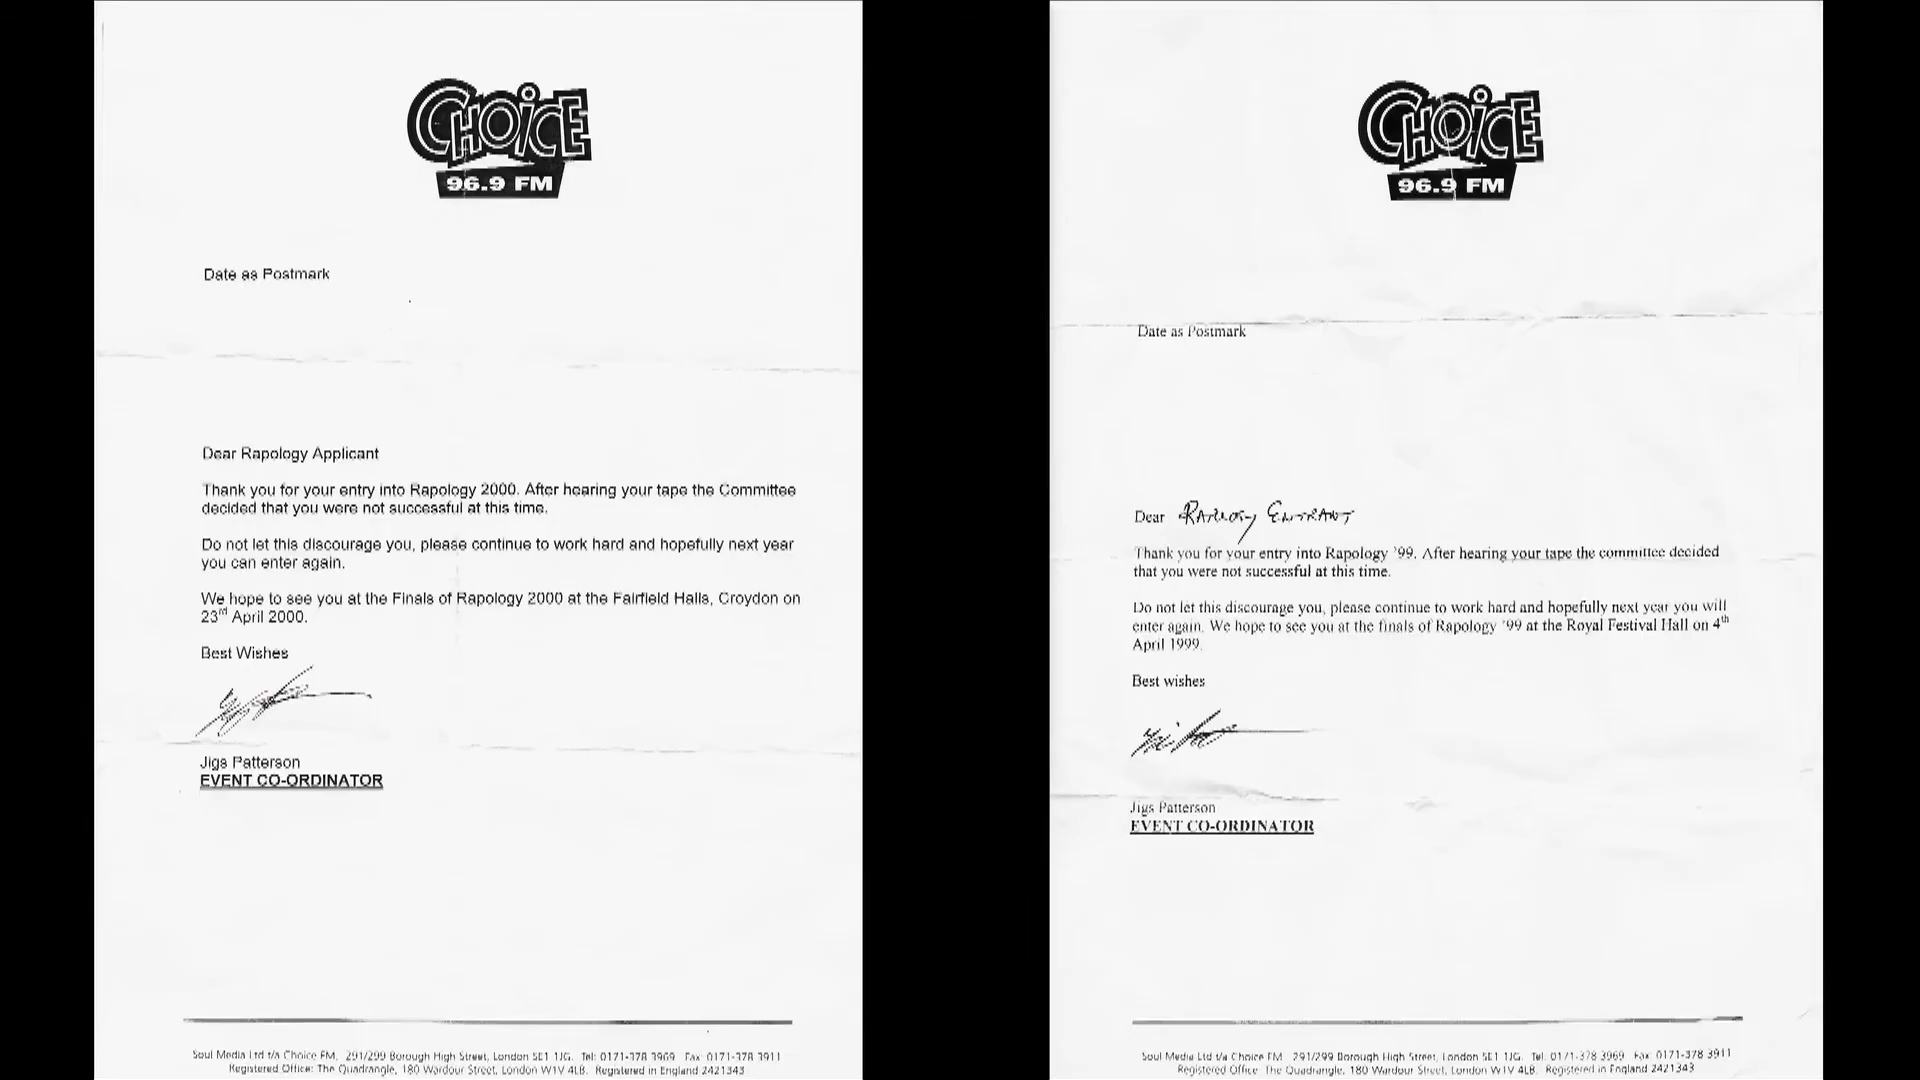 CHOICE
96.9 FM
Date as Postmark
Dear Rapology Applicant
Thank you for your entry into Rapology 2000. After hearing your tape the Committee
decided that you were not successful at this time.
Do not let this discourage you, please continue to work hard and hopefully next year
you can enter again.
We hope to see you at the Finals of Rapology 2000 at the Fairfield Halls, Croydon on
23rd April 2000.
Best Wishes
Jigs Patterson
EVENT CO-ORDINATOR
Soul Media Ltd t/a Choice FM, 291/299 Borough High Street, London SE1 1JG. Tel: 0171-378 3969 Fax: 0171-378 3911
Registered Office: The Quadrangle, 180 Wardour Street, London W1V 4LB. Registered in England 2421343
CHOICE
96.9 FM
Date as Postmark
Dear RAPOLOGY ENTRANT
Thank you for your entry into Rapology '99. After hearing your tape the committee decided
that you were not successful at this time.
Do not let this discourage you, please continue to work hard and hopefully next year you will
enter again. We hope to see you at the finals of Rapology '99 at the Royal Festival Hall on 4th
April 1999.
Best wishes
Jigs Patterson
EVENT CO-ORDINATOR
Soul Media Ltd t/a Choice FM 291/299 Borough High Street, London SE1 1JG. Tel: 0171-378 3969 Fax: 0171-378 3911
Registered Office: The Quadrangle, 180 Wardour Street, London W1V 4LB. Registered in England 2421343